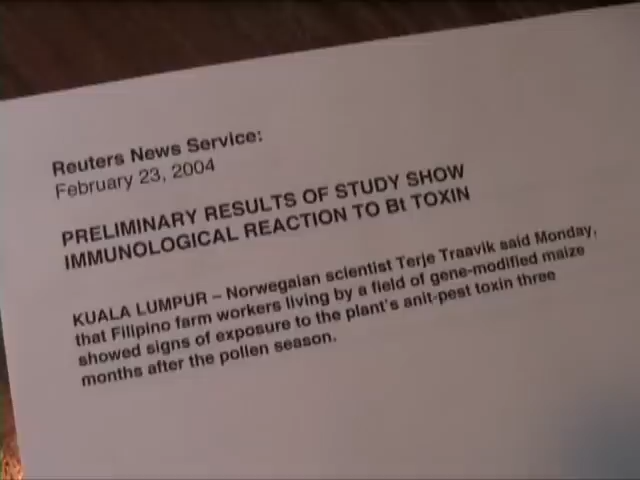 Reuters News Service:
February 23, 2004
PRELIMINARY RESULTS OF STUDY SHOW
IMMUNOLOGICAL REACTION TO Bt TOXIN
KUALA LUMPUR – Norwegaian scientist Terje Traavik said Monday,
that Filipino farm workers living by a field of gene-modified maize
showed signs of exposure to the plant's anit-pest toxin three
months after the pollen season.